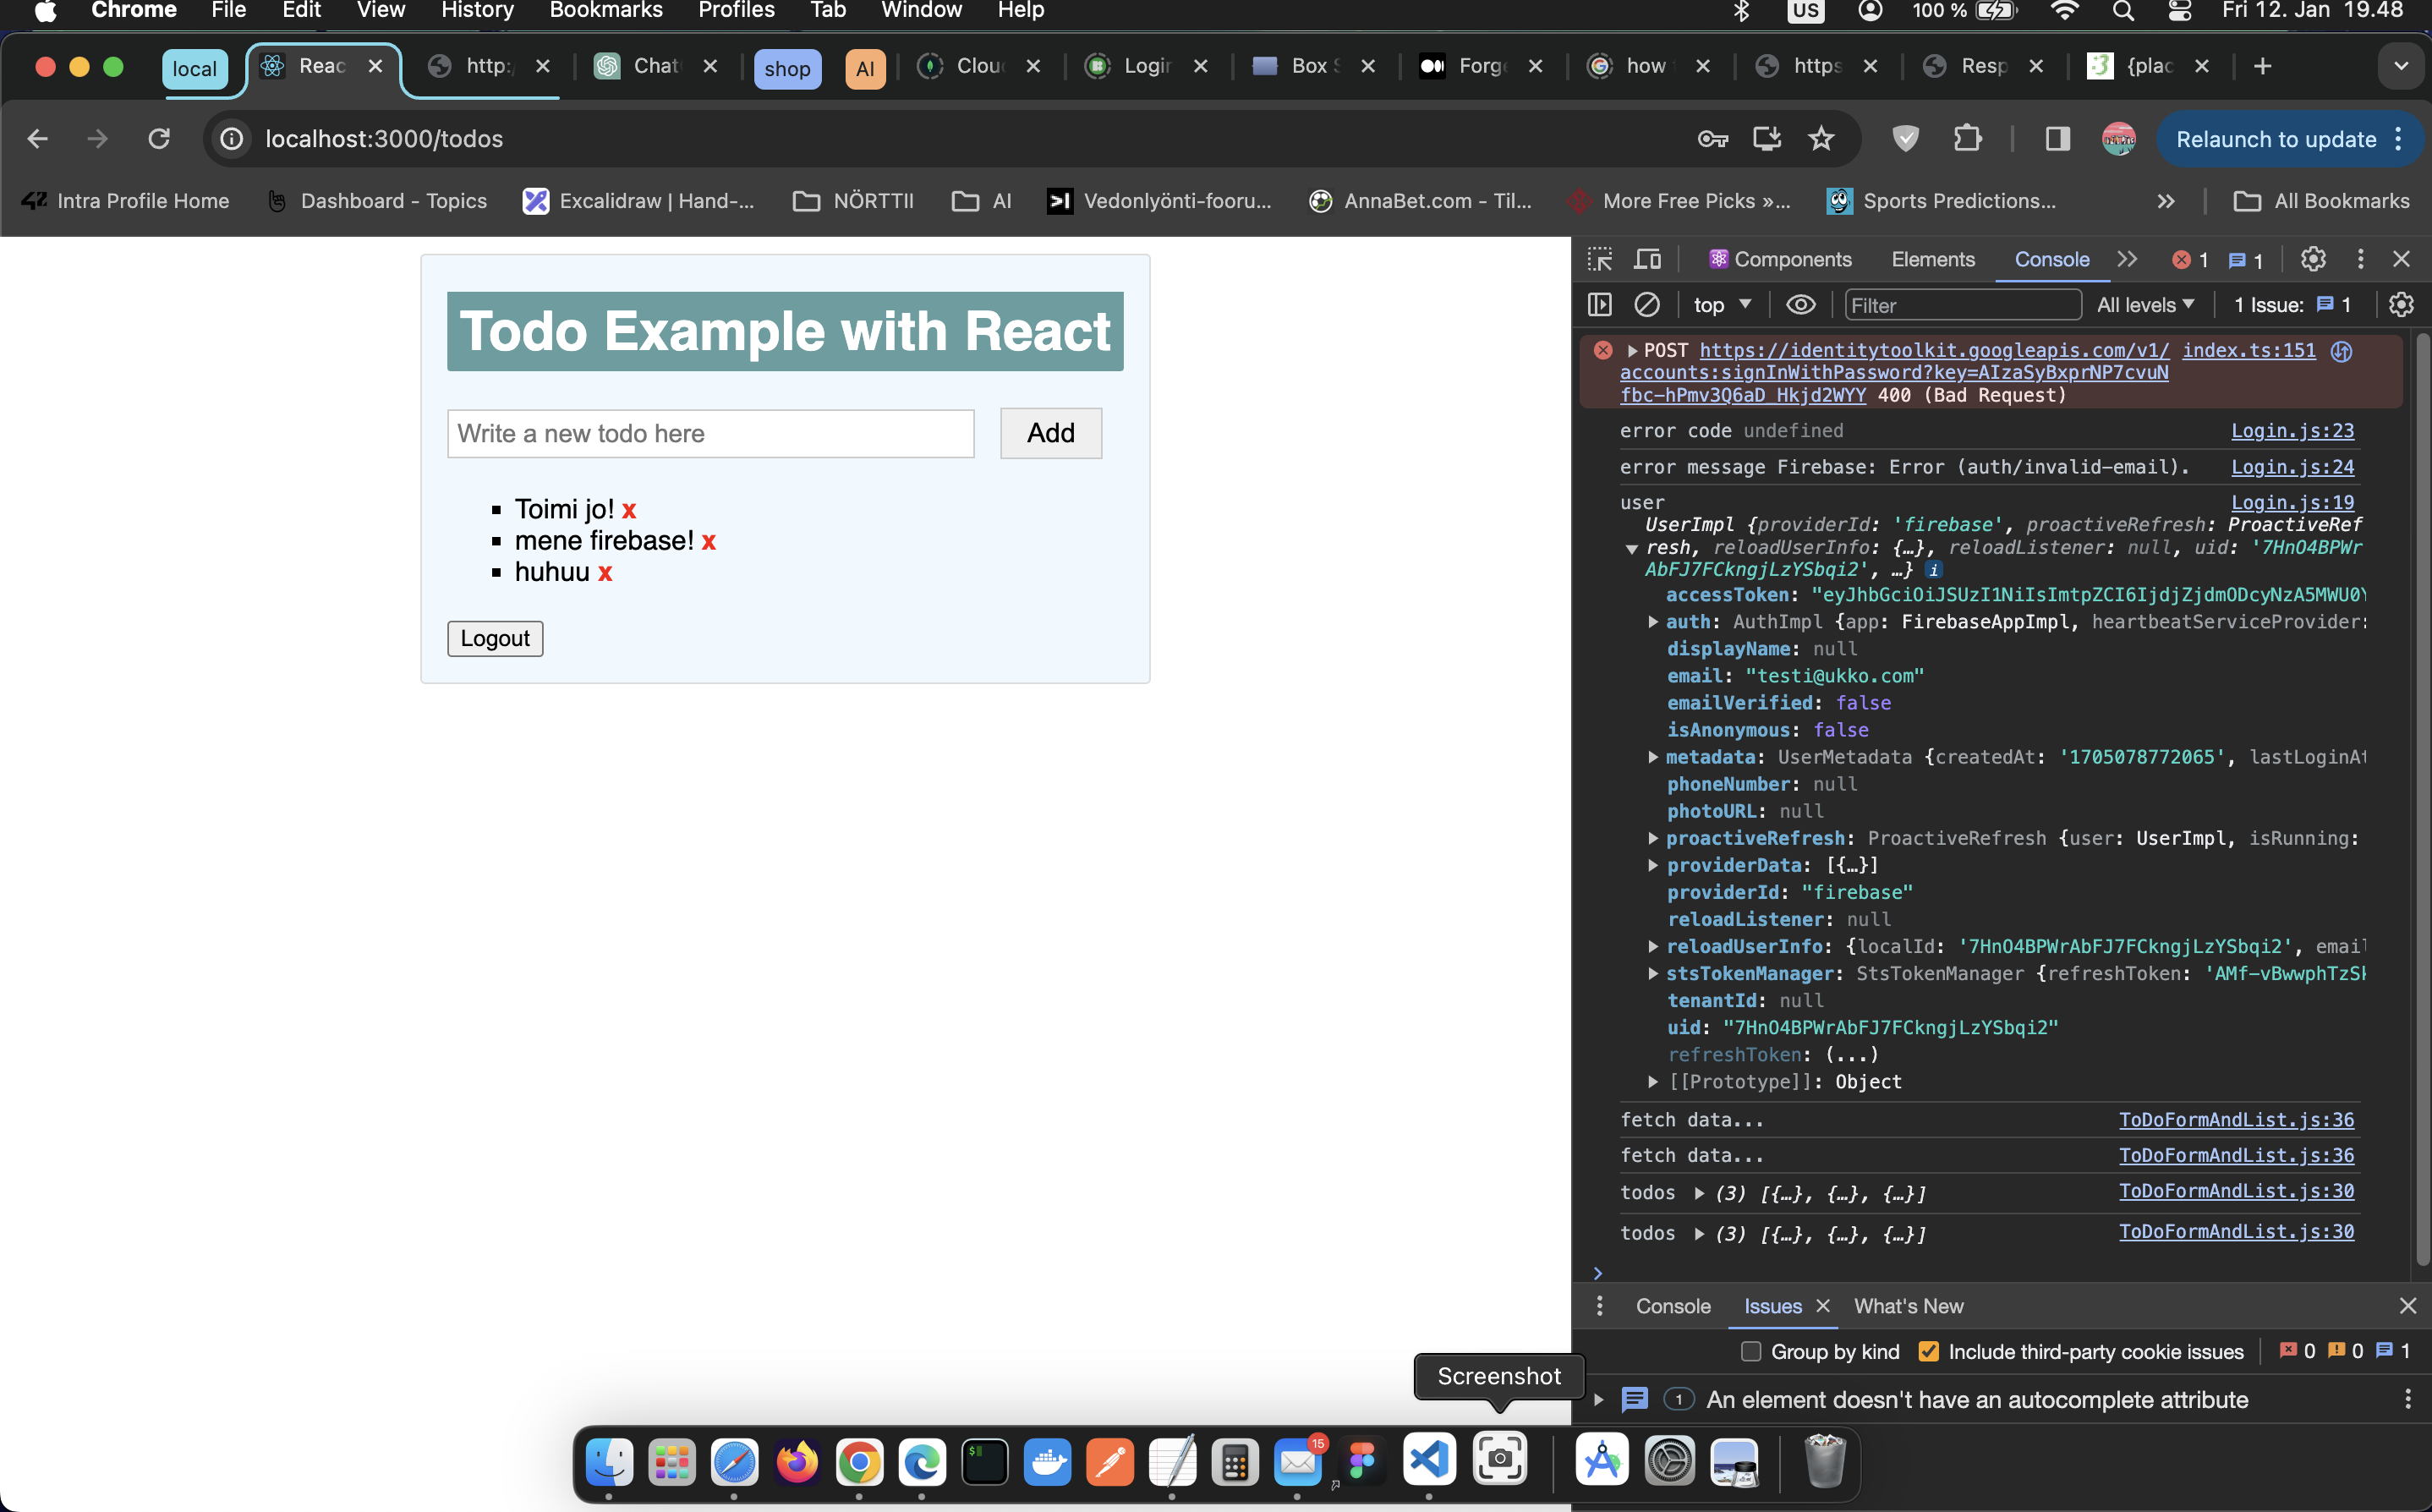 Chrome File Edit View History Bookmarks Profiles Tab Window Help US 100 % Fri 12. Jan 19.48
local Reac http: Chat shop AI Clou Login Box S Forge how https Resp {plac
localhost:3000/todos Relaunch to update
Intra Profile Home Dashboard - Topics Excalidraw | Hand-... NÖRTTII AI Vedonlyönti-fooru... AnnaBet.com - Til... More Free Picks »... Sports Predictions... » All Bookmarks
Todo Example with React
Write a new todo here Add
Toimi jo! x
mene firebase! x
huhuu x
Logout
Components Elements Console 1 1
top Filter All levels 1 Issue: 1
POST https://identitytoolkit.googleapis.com/v1/ index.ts:151
accounts:signInWithPassword?key=AIzaSyBxprNP7cvuN
fbc-hPmv3Q6aD_Hkjd2WYY 400 (Bad Request)
error code undefined Login.js:23
error message Firebase: Error (auth/invalid-email). Login.js:24
user Login.js:19
UserImpl {providerId: 'firebase', proactiveRefresh: ProactiveRef
resh, reloadUserInfo: {…}, reloadListener: null, uid: '7HnO4BPWr
AbFJ7FCkngjLzYSbqi2', …} i
accessToken: "eyJhbGciOiJSUzI1NiIsImtpZCI6IjdjZjdmODcyNzA5MWU0Y
auth: AuthImpl {app: FirebaseAppImpl, heartbeatServiceProvider:
displayName: null
email: "testi@ukko.com"
emailVerified: false
isAnonymous: false
metadata: UserMetadata {createdAt: '1705078772065', lastLoginAt
phoneNumber: null
photoURL: null
proactiveRefresh: ProactiveRefresh {user: UserImpl, isRunning:
providerData: [{…}]
providerId: "firebase"
reloadListener: null
reloadUserInfo: {localId: '7HnO4BPWrAbFJ7FCkngjLzYSbqi2', email
stsTokenManager: StsTokenManager {refreshToken: 'AMf-vBwwphTzSk
tenantId: null
uid: "7HnO4BPWrAbFJ7FCkngjLzYSbqi2"
refreshToken: (...)
[[Prototype]]: Object
fetch data... ToDoFormAndList.js:36
fetch data... ToDoFormAndList.js:36
todos (3) [{…}, {…}, {…}] ToDoFormAndList.js:30
todos (3) [{…}, {…}, {…}] ToDoFormAndList.js:30
Console Issues What's New
Group by kind Include third-party cookie issues 0 0 1
Screenshot
1 An element doesn't have an autocomplete attribute
15